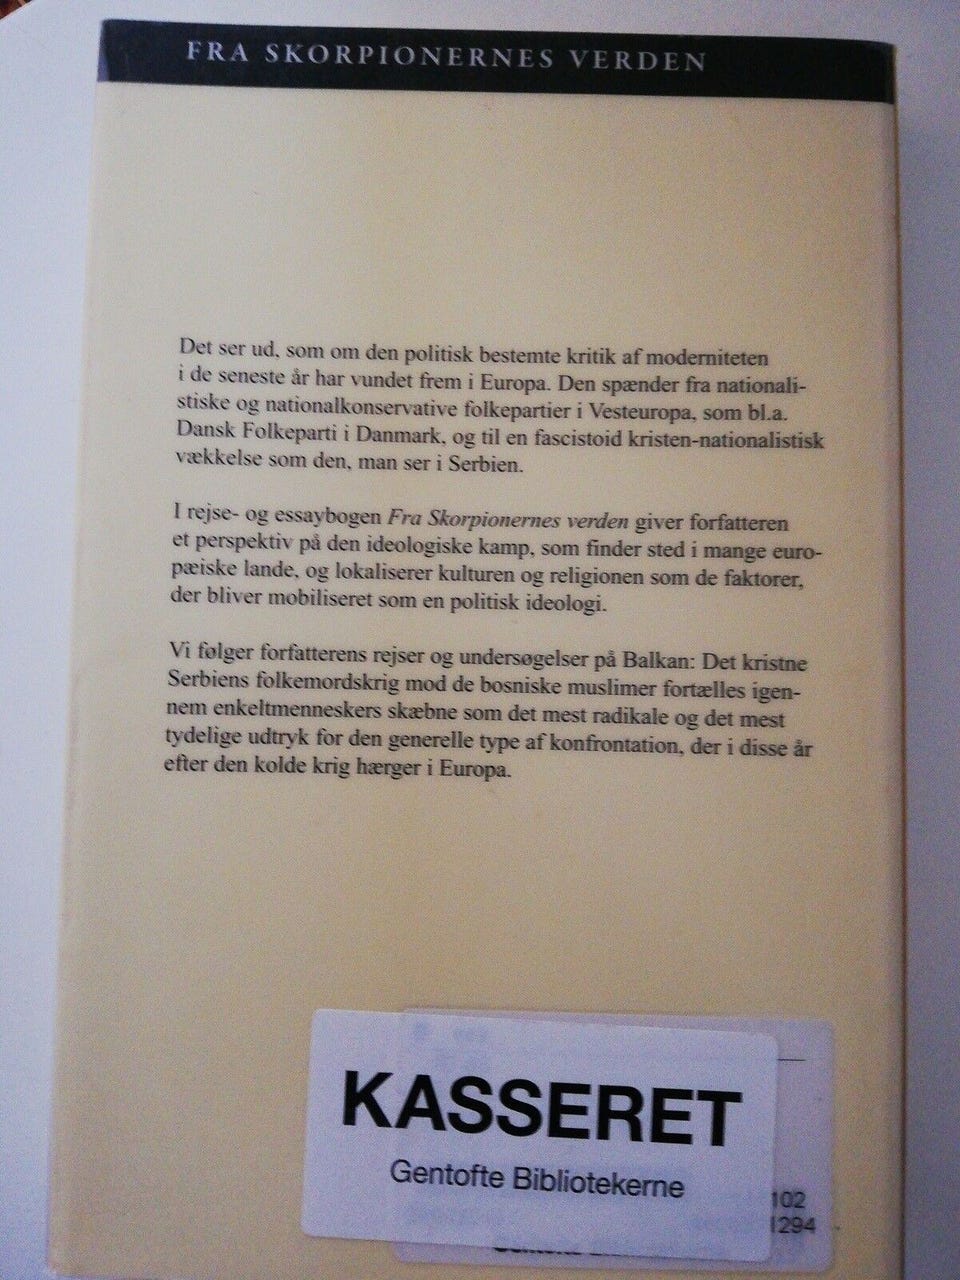 FRA SKORPIONERNES VERDEN
Det ser ud, som om den politisk bestemte kritik af moderniteten
i de seneste år har vundet frem i Europa. Den spænder fra nationali-
stiske og nationalkonservative folkepartier i Vesteuropa, som bl.a.
Dansk Folkeparti i Danmark, og til en fascistoid kristen-nationalistisk
vækkelse som den, man ser i Serbien.
I rejse- og essaybogen Fra Skorpionernes verden giver forfatteren
et perspektiv på den ideologiske kamp, som finder sted i mange euro-
pæiske lande, og lokaliserer kulturen og religionen som de faktorer,
der bliver mobiliseret som en politisk ideologi.
Vi følger forfatterens rejser og undersøgelser på Balkan: Det kristne
Serbiens folkemordskrig mod de bosniske muslimer fortælles igen-
nem enkeltmenneskers skæbne som det mest radikale og det mest
tydelige udtryk for den generelle type af konfrontation, der i disse år
efter den kolde krig hærger i Europa.
KASSERET
Gentofte Bibliotekerne
102
1294